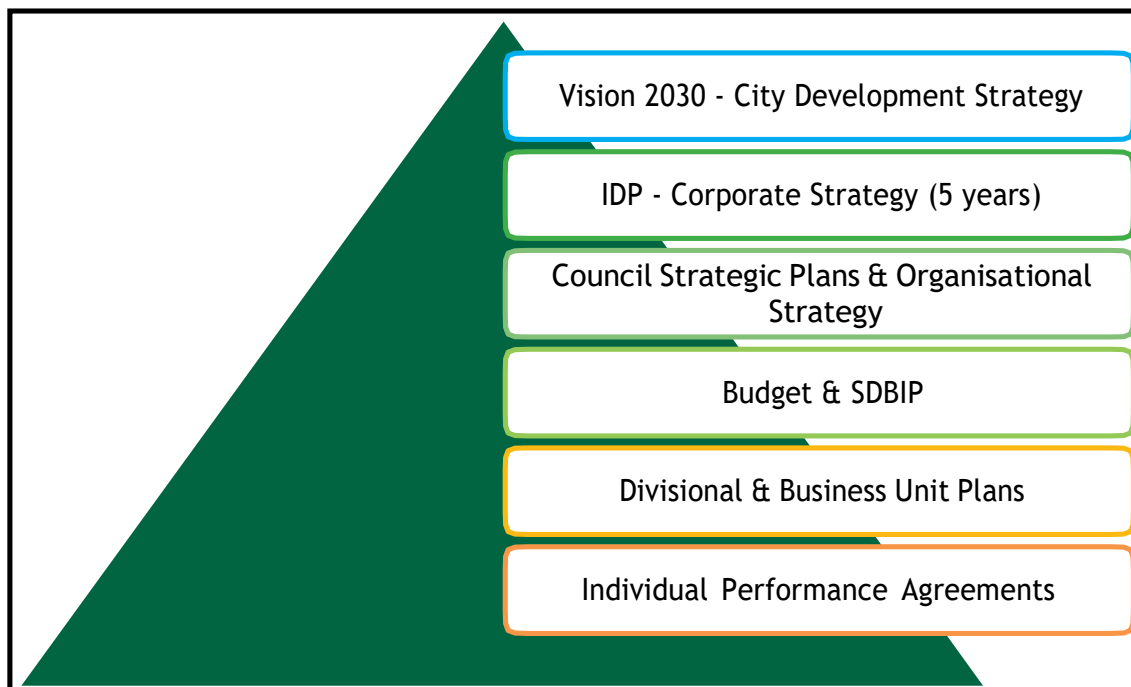 Vision 2030 - City Development Strategy
IDP - Corporate Strategy (5 years)
Council Strategic Plans & Organisational
Strategy
Budget & SDBIP
Divisional & Business Unit Plans
Individual Performance Agreements